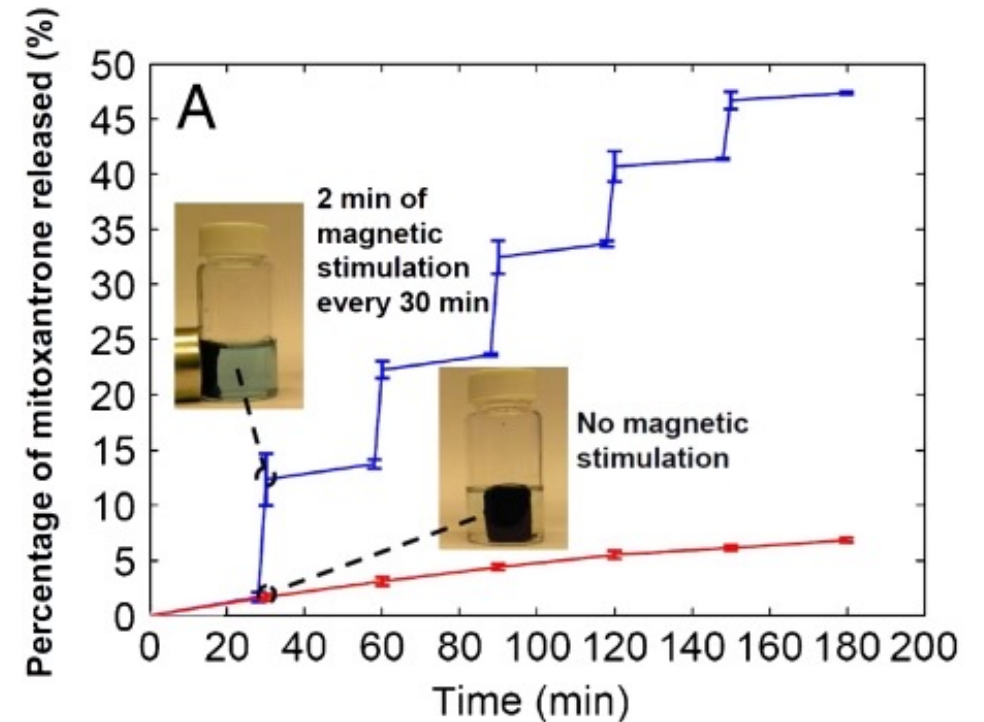 Percentage of mitoxantrone released (%)
50
45
40
35
30
25
20
15
10
5
0
A
2 min of
magnetic
stimulation
every 30 min
No magnetic
stimulation
0 20 40 60 80 100 120 140 160 180 200
Time (min)